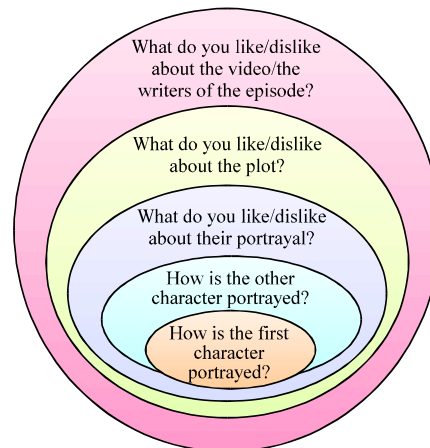 What do you like/dislike
about the video/the
writers of the episode?
What do you like/dislike
about the plot?
What do you like/dislike
about their portrayal?
How is the other
character portrayed?
How is the first
character
portrayed?